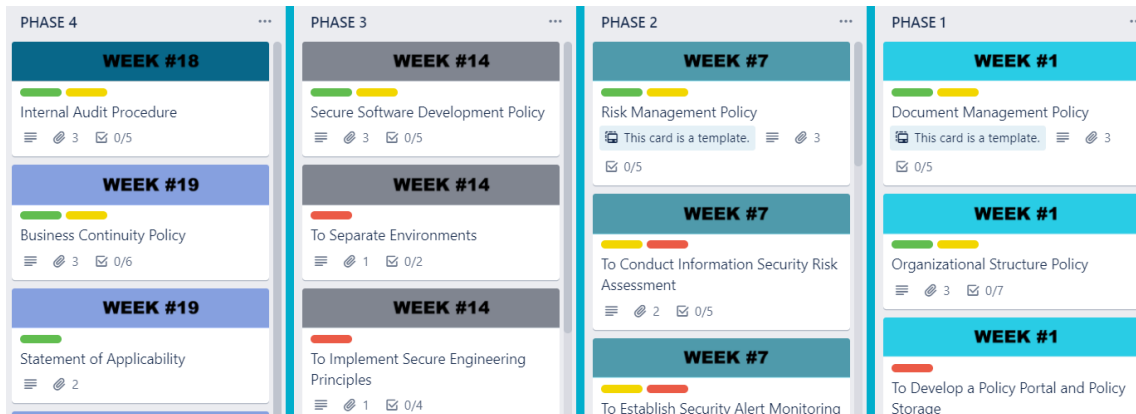 PHASE 4
WEEK #18
Internal Audit Procedure
3 0/5
WEEK #19
Business Continuity Policy
3 0/6
WEEK #19
Statement of Applicability
2
PHASE 3
WEEK #14
Secure Software Development Policy
3 0/5
WEEK #14
To Separate Environments
1 0/2
WEEK #14
To Implement Secure Engineering
Principles
1 0/4
PHASE 2
WEEK #7
Risk Management Policy
This card is a template. 3
0/5
WEEK #7
To Conduct Information Security Risk
Assessment
2 0/5
WEEK #7
To Establish Security Alert Monitoring
PHASE 1
WEEK #1
Document Management Policy
This card is a template. 3
0/5
WEEK #1
Organizational Structure Policy
3 0/7
WEEK #1
To Develop a Policy Portal and Policy
Storage